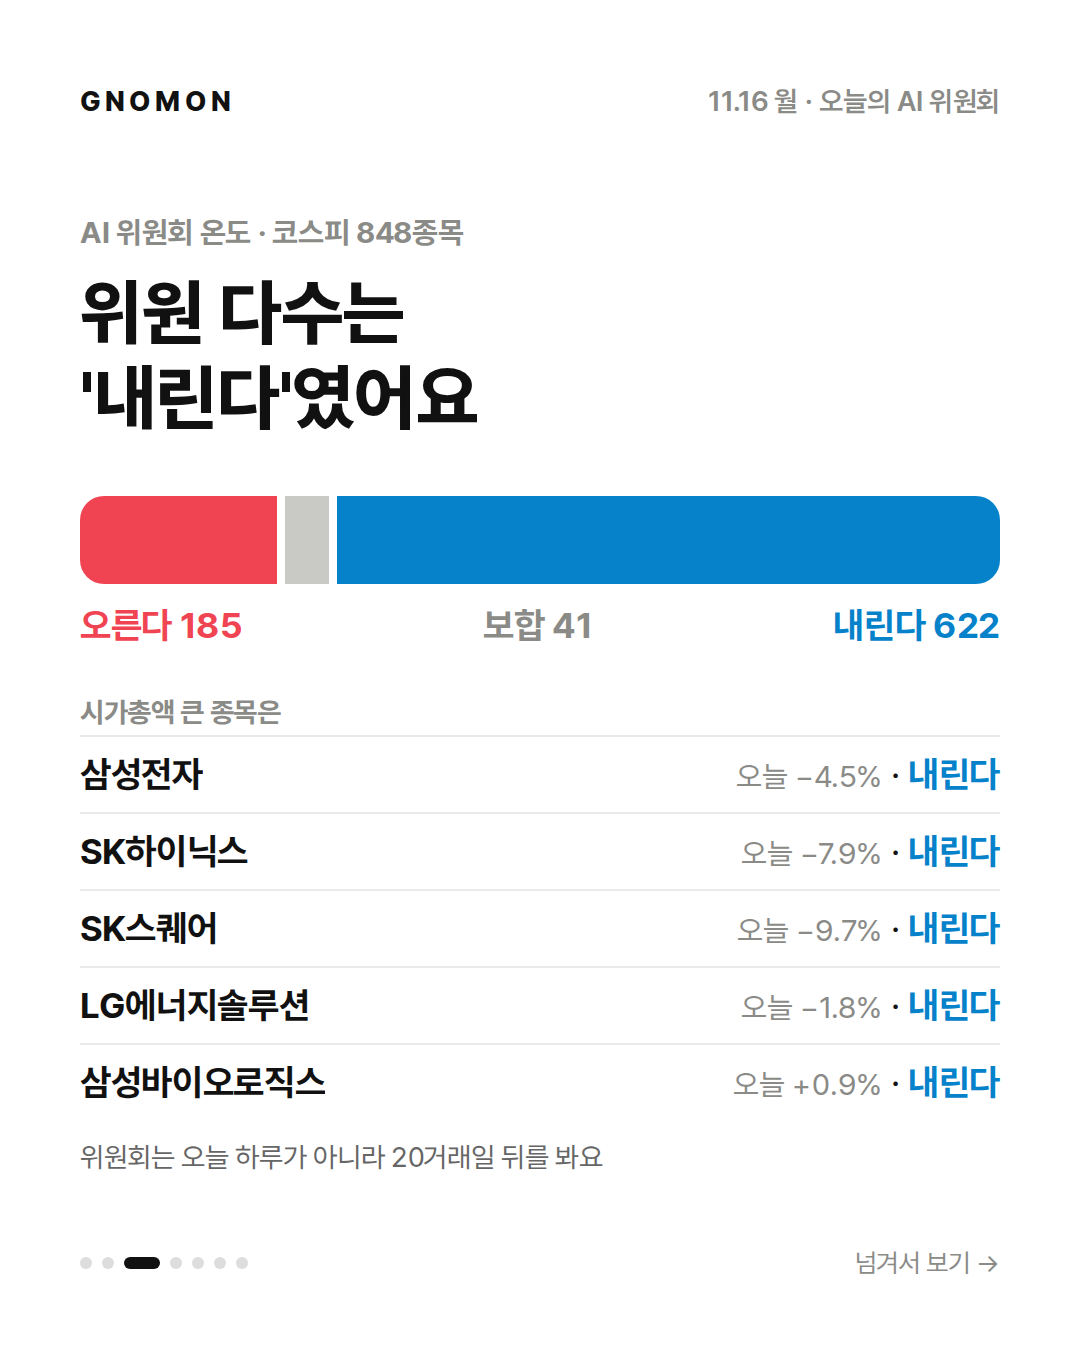 GNOMON
11.16 월 · 오늘의 AI 위원회
AI 위원회 온도 · 코스피 848종목
위원 다수는
'내린다'였어요
오른다 185
보합 41
내린다 622
시가총액 큰 종목은
삼성전자 오늘 −4.5% · 내린다
SK하이닉스 오늘 −7.9% · 내린다
SK스퀘어 오늘 −9.7% · 내린다
LG에너지솔루션 오늘 −1.8% · 내린다
삼성바이오로직스 오늘 +0.9% · 내린다
위원회는 오늘 하루가 아니라 20거래일 뒤를 봐요
넘겨서 보기 →